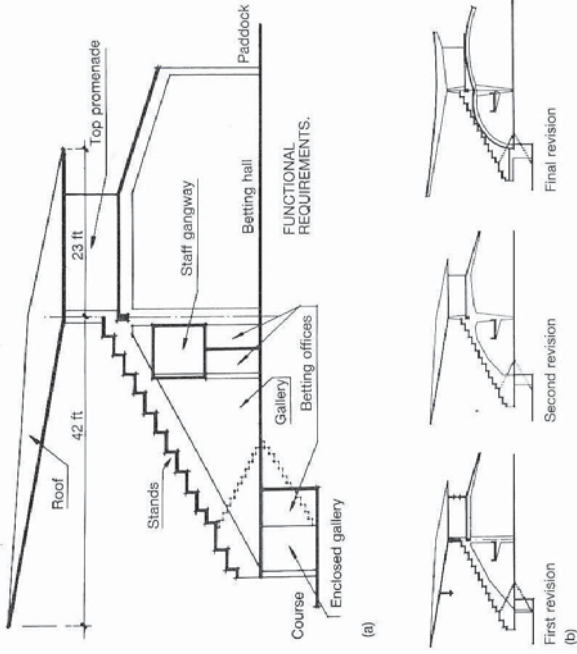 42 ft
23 ft
Roof
Top promenade
Stands
Staff gangway
Gallery
Betting offices
Betting hall
Paddock
Course
Enclosed gallery
FUNCTIONAL
REQUIREMENTS.
(a)
First revision
Second revision
Final revision
(b)